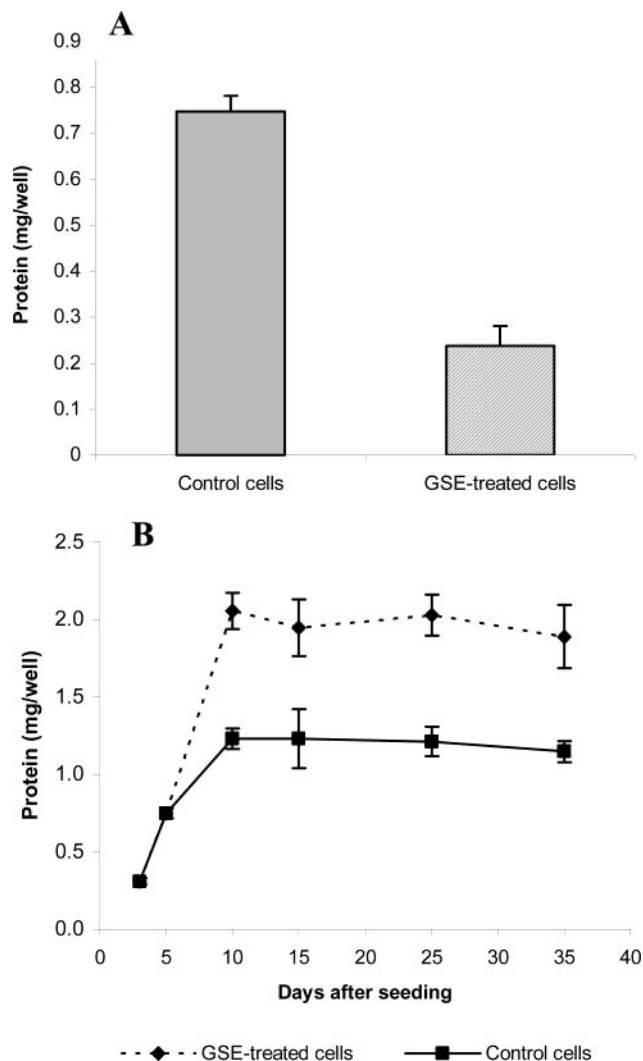 A
Protein (mg/well)
0.9
0.8
0.7
0.6
0.5
0.4
0.3
0.2
0.1
0
Control cells GSE-treated cells
B
Protein (mg/well)
2.5
2.0
1.5
1.0
0.5
0.0
0 5 10 15 20 25 30 35 40
Days after seeding
GSE-treated cells Control cells